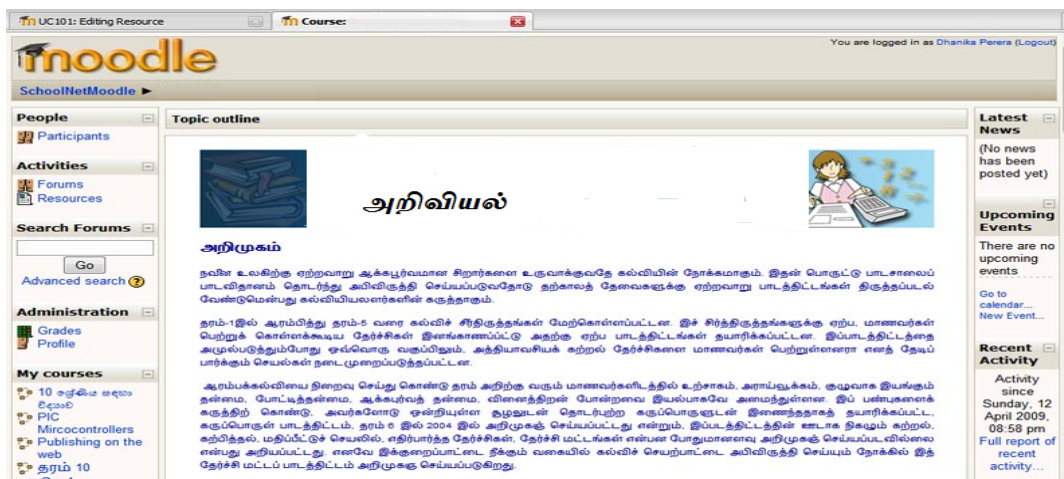 UC101: Editing Resource
Course:
moodle
You are logged in as Dhanika Perera (Logout)
SchoolNetMoodle ►
People
Participants
Activities
Forums
Resources
Search Forums
Go
Advanced search
Administration
Grades
Profile
My courses
10 ශ්‍රේණිය සඳහා
විද්‍යාව
PIC
Mircocontrollers
Publishing on the
web
தரம் 10
Topic outline
அறிவியல்
அறிமுகம்
நவீன உலகிற்கு ஏற்றவாறு ஆக்கபூர்வமான சிறார்களை உருவாக்குவதே கல்வியின் நோக்கமாகும். இதன் பொருட்டு பாடசாலைப்
பாடவிதானம் தொடர்ந்து அபிவிருத்தி செய்யப்படுவதோடு தற்காலத் தேவைகளுக்கு ஏற்றவாறு பாடத்திட்டங்கள் திருத்தப்படல்
வேண்டுமென்பது கல்வியியலளர்களின் கருத்தாகும்.
தரம்-1இல் ஆரம்பித்து தரம்-5 வரை கல்விச் சீர்திருத்தங்கள் மேற்கொள்ளப்பட்டன. இச் சிர்த்திருத்தங்களுக்கு ஏற்ப, மாணவர்கள்
பெற்றுக் கொள்ளக்கூடிய தேர்ச்சிகள் இனங்காணப்பட்டு அதற்கு ஏற்ப பாடத்திட்டங்கள் தயாரிக்கப்பட்டன. இப்பாடத்திட்டத்தை
அமுல்படுத்தும்போது ஒவ்வொரு வகுப்பிலும், அத்தியாவசியக் கற்றல் தேர்ச்சிகளை மாணவர்கள் பெற்றுள்ளனரா எனத் தேடிப்
பார்க்கும் செயல்கள் நடைமுறைப்படுத்தப்பட்டன.
ஆரம்பக்கல்வியை நிறைவு செய்து கொண்டு தரம் அறிற்கு வரும் மாணவர்களிடத்தில் உற்சாகம், அராய்வூக்கம், குழுவாக இயங்கும்
தன்மை, போட்டித்தன்மை, ஆக்கபுர்வத் தன்மை, வினைத்திறன் போன்றவை இயல்பாகவே அமைந்துள்ளன. இப் பண்புகளைக்
கருத்திற் கொண்டு, அவர்களோடு ஒன்றியுள்ள சூழலுடன் தொடர்புற்ற கருப்பொருளுடன் இணைந்ததாகத் தயாரிக்கப்பட்ட,
கருப்பொருள் பாடத்திட்டம், தரம் 6 இல் 2004 இல் அறிமுகஞ் செய்யப்பட்டது என்றும், இப்படத்திட்டத்தின் ஊடாக நிகழும் கற்றல்,
கற்பித்தல், மதிப்பீட்டுச் செயலில், எதிர்பார்த்த தேர்ச்சிகள், தேர்ச்சி மட்டங்கள் என்பன போதுமானளவு அறிமுகஞ் செய்யப்படவில்லை
என்பது அறியப்பட்டது. எனவே இக்குறைப்பாட்டை நீக்கும் வகையில் கல்விச் செயற்பாட்டை அபிவிருத்தி செய்யும் நோக்கில் இத்
தேர்ச்சி மட்டப் பாடத்திட்டம் அறிமுகஞ் செய்யப்படுகிறது.
Latest
News
(No news
has been
posted yet)
Upcoming
Events
There are no
upcoming
events
Go to
calendar...
New Event...
Recent
Activity
Activity
since
Sunday, 12
April 2009,
08:58 pm
Full report of
recent
activity...